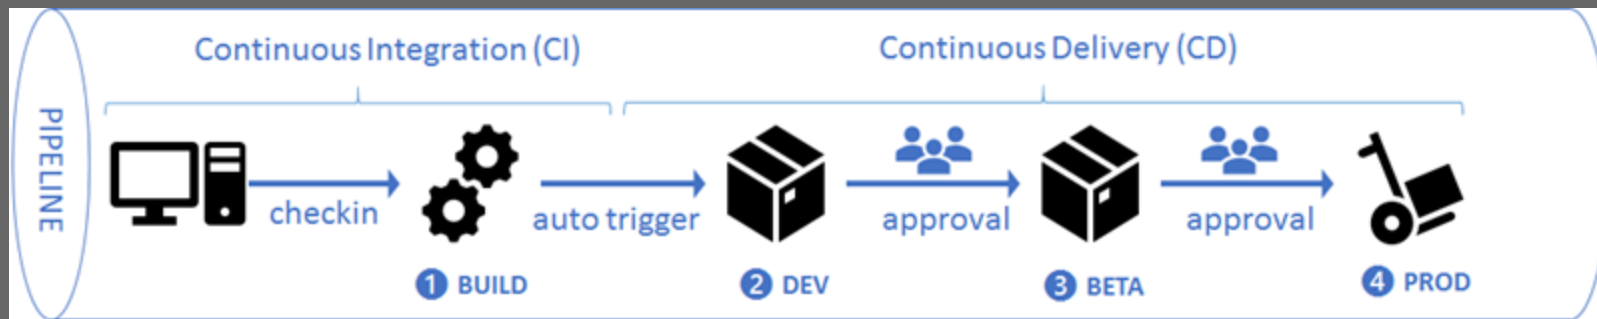 Continuous Integration (CI)
Continuous Delivery (CD)
PIPELINE
checkin
auto trigger
approval
approval
1 BUILD
2 DEV
3 BETA
4 PROD